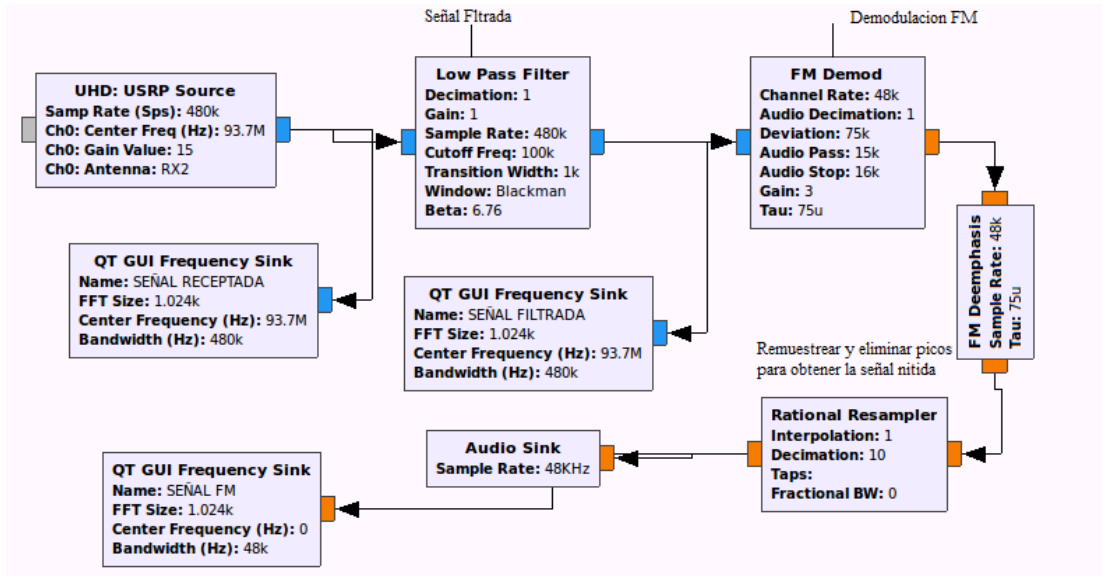 Señal Fltrada
Demodulacion FM
UHD: USRP Source
Samp Rate (Sps): 480k
Ch0: Center Freq (Hz): 93.7M
Ch0: Gain Value: 15
Ch0: Antenna: RX2
Low Pass Filter
Decimation: 1
Gain: 1
Sample Rate: 480k
Cutoff Freq: 100k
Transition Width: 1k
Window: Blackman
Beta: 6.76
FM Demod
Channel Rate: 48k
Audio Decimation: 1
Deviation: 75k
Audio Pass: 15k
Audio Stop: 16k
Gain: 3
Tau: 75u
FM Deemphasis
Sample Rate: 48k
Tau: 75u
QT GUI Frequency Sink
Name: SEÑAL RECEPTADA
FFT Size: 1.024k
Center Frequency (Hz): 93.7M
Bandwidth (Hz): 480k
QT GUI Frequency Sink
Name: SEÑAL FILTRADA
FFT Size: 1.024k
Center Frequency (Hz): 93.7M
Bandwidth (Hz): 480k
Remuestrear y eliminar picos
para obtener la señal nitida
Rational Resampler
Interpolation: 1
Decimation: 10
Taps:
Fractional BW: 0
Audio Sink
Sample Rate: 48KHz
QT GUI Frequency Sink
Name: SEÑAL FM
FFT Size: 1.024k
Center Frequency (Hz): 0
Bandwidth (Hz): 48k